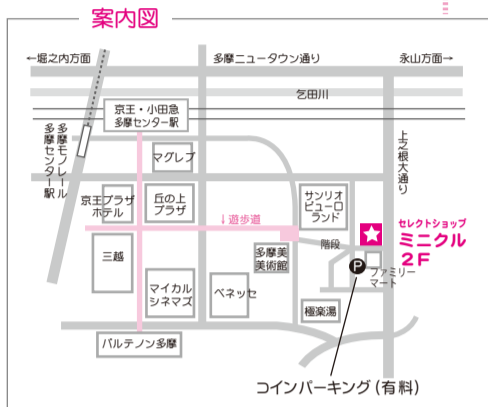 案内図
←堀之内方面
多摩ニュータウン通り
永山方面→
乞田川
京王・小田急
多摩センター駅
多摩モノレール
多摩センター駅
上之根大通り
マグレブ
京王プラザ
ホテル
丘の上
プラザ
サンリオ
ピューロ
ランド
↓遊歩道
セレクトショップ
ミニクル
2F
階段
三越
多摩美
美術館
P
ファミリー
マート
マイカル
シネマズ
ベネッセ
極楽湯
パルテノン多摩
コインパーキング(有料)